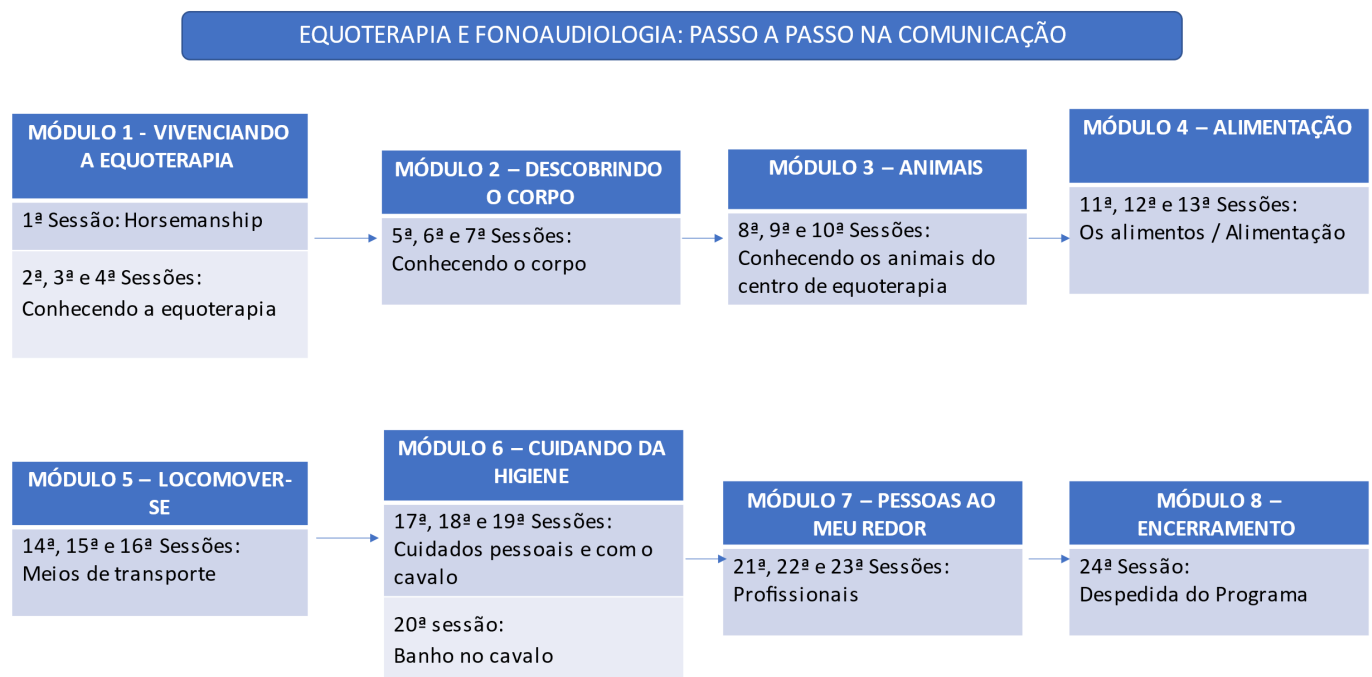 EQUOTERAPIA E FONOAUDIOLOGIA: PASSO A PASSO NA COMUNICAÇÃO
MÓDULO 1 - VIVENCIANDO
A EQUOTERAPIA
1ª Sessão: Horsemanship
2ª, 3ª e 4ª Sessões:
Conhecendo a equoterapia
MÓDULO 2 – DESCOBRINDO
O CORPO
5ª, 6ª e 7ª Sessões:
Conhecendo o corpo
MÓDULO 3 – ANIMAIS
8ª, 9ª e 10ª Sessões:
Conhecendo os animais do
centro de equoterapia
MÓDULO 4 – ALIMENTAÇÃO
11ª, 12ª e 13ª Sessões:
Os alimentos / Alimentação
MÓDULO 5 – LOCOMOVER-
SE
14ª, 15ª e 16ª Sessões:
Meios de transporte
MÓDULO 6 – CUIDANDO DA
HIGIENE
17ª, 18ª e 19ª Sessões:
Cuidados pessoais e com o
cavalo
20ª sessão:
Banho no cavalo
MÓDULO 7 – PESSOAS AO
MEU REDOR
21ª, 22ª e 23ª Sessões:
Profissionais
MÓDULO 8 –
ENCERRAMENTO
24ª Sessão:
Despedida do Programa